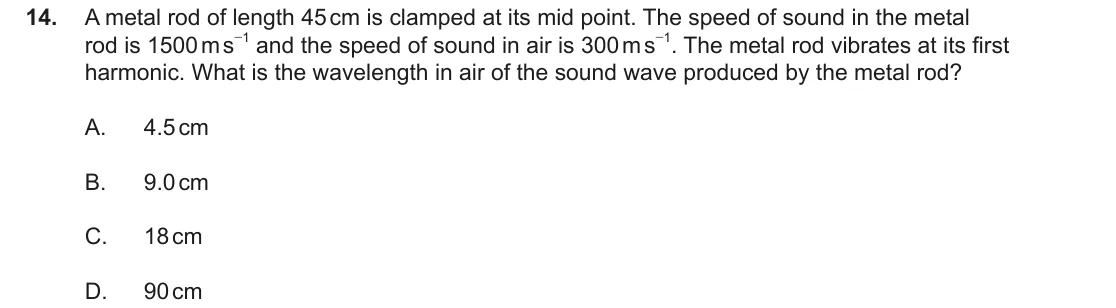 14. A metal rod of length 45 cm is clamped at its mid point. The speed of sound in the metal
rod is 1500 m s⁻¹ and the speed of sound in air is 300 m s⁻¹. The metal rod vibrates at its first
harmonic. What is the wavelength in air of the sound wave produced by the metal rod?
A. 4.5 cm
B. 9.0 cm
C. 18 cm
D. 90 cm